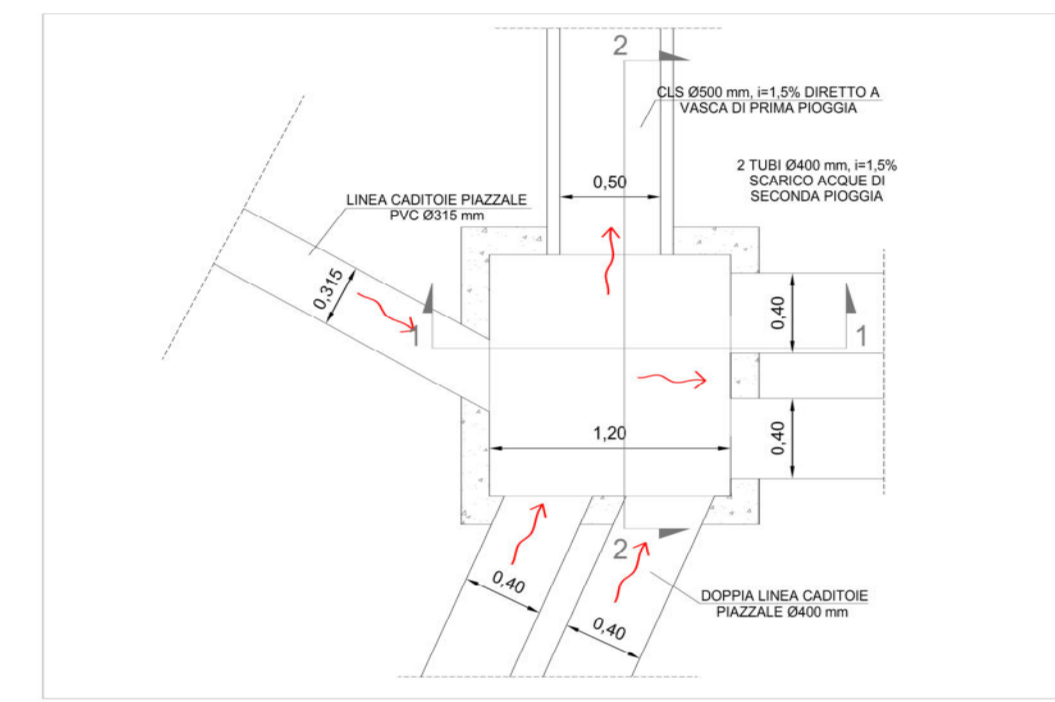 2
CLS Ø500 mm, i=1,5% DIRETTO A
VASCA DI PRIMA PIOGGIA
2 TUBI Ø400 mm, i=1,5%
SCARICO ACQUE DI
SECONDA PIOGGIA
0,50
LINEA CADITOIE PIAZZALE
PVC Ø315 mm
0,315
0,40
1
1
1,20
0,40
2
0,40
0,40
DOPPIA LINEA CADITOIE
PIAZZALE Ø400 mm